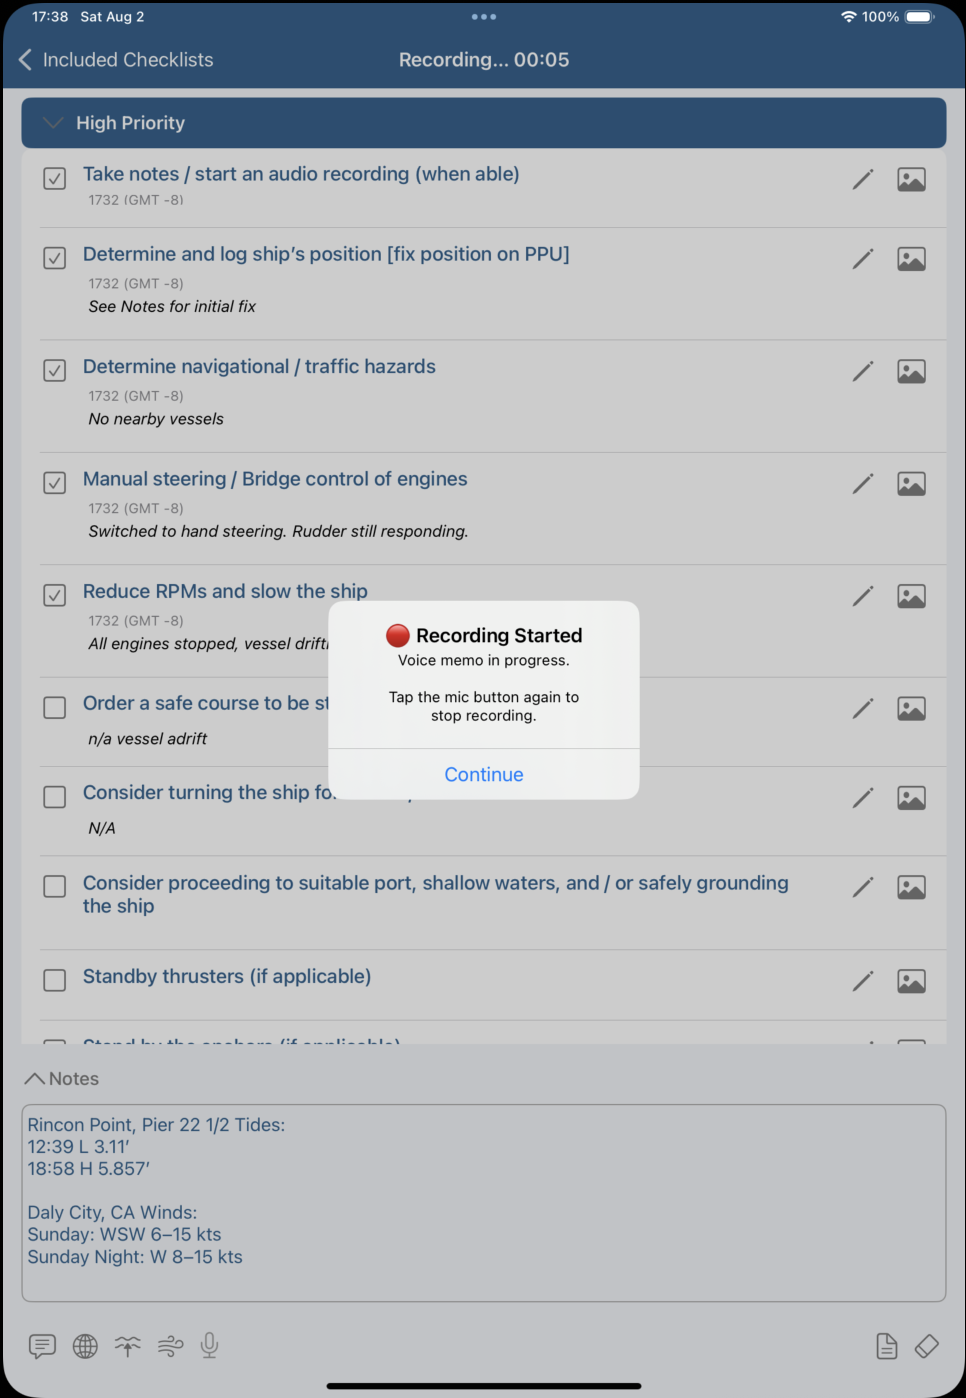 17:38 Sat Aug 2
100%
Included Checklists
Recording... 00:05
High Priority
Take notes / start an audio recording (when able)
1732 (GMT -8)
Determine and log ship's position [fix position on PPU]
1732 (GMT -8)
See Notes for initial fix
Determine navigational / traffic hazards
1732 (GMT -8)
No nearby vessels
Manual steering / Bridge control of engines
1732 (GMT -8)
Switched to hand steering. Rudder still responding.
Reduce RPMs and slow the ship
1732 (GMT -8)
All engines stopped, vessel
Order a safe course to be
n/a vessel adrift
Consider turning the ship
N/A
Consider proceeding to suitable port, shallow waters, and / or safely grounding
the ship
Standby thrusters (if applicable)
Stand by the anchors (if applicable)
🔴 Recording Started
Voice memo in progress.
Tap the mic button again to
stop recording.
Continue
Notes
Rincon Point, Pier 22 1/2 Tides:
12:39 L 3.11′
18:58 H 5.857′
Daly City, CA Winds:
Sunday: WSW 6–15 kts
Sunday Night: W 8–15 kts